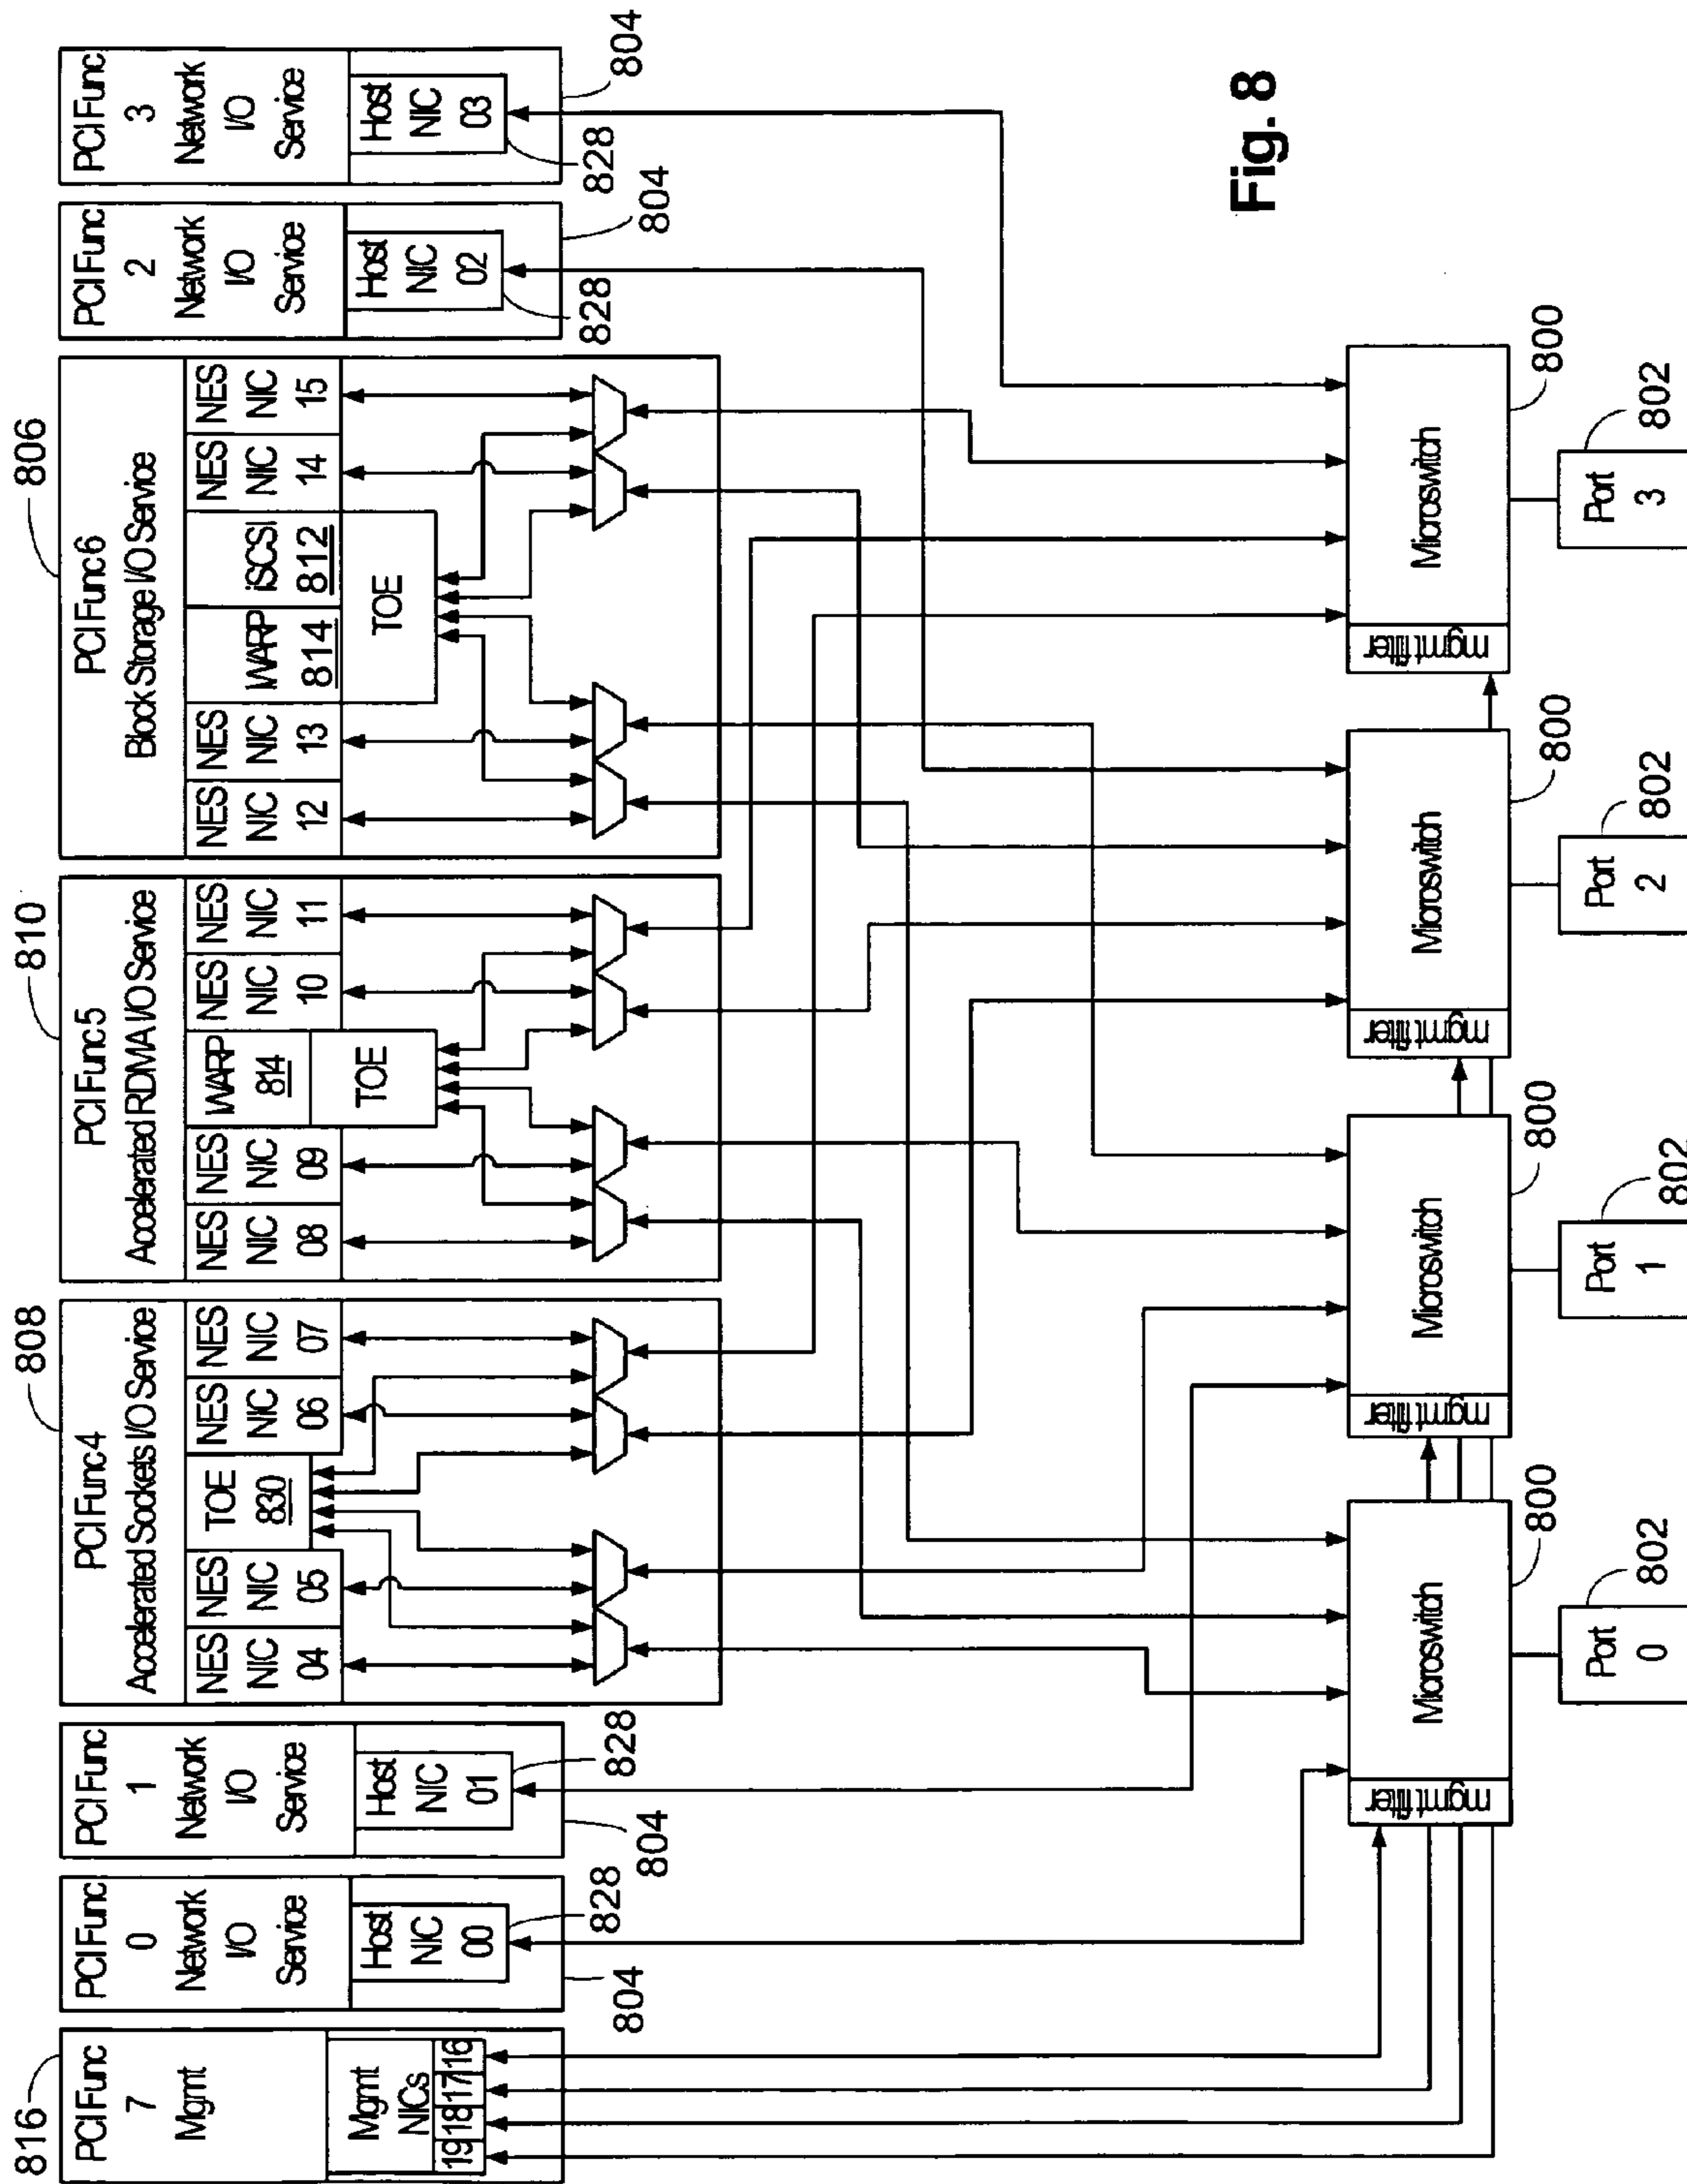 816
PCI Func
7
Mgmt
Mgmt
NICs
19 18 17 16
PCI Func
0
Network
I/O
Service
Host
NIC
00
828
804
PCI Func
1
Network
I/O
Service
Host
NIC
01
828
804
808
PCI Func 4
Accelerated Sockets I/O Service
NES
NIC
04
NES
NIC
05
TOE
830
NES
NIC
06
NES
NIC
07
810
PCI Func 5
Accelerated RDMA I/O Service
NES
NIC
08
NES
NIC
09
iWARP
814
TOE
NES
NIC
10
NES
NIC
11
806
PCI Func 6
Block Storage I/O Service
NES
NIC
12
NES
NIC
13
iWARP
814
iSCSI
812
TOE
NES
NIC
14
NES
NIC
15
PCI Func
2
Network
I/O
Service
Host
NIC
02
828
804
PCI Func
3
Network
I/O
Service
Host
NIC
03
828
804
mgmt filter
Microswitch
800
mgmt filter
Microswitch
800
mgmt filter
Microswitch
800
mgmt filter
Microswitch
800
Port
0
802
Port
1
802
Port
2
802
Port
3
802
Fig. 8